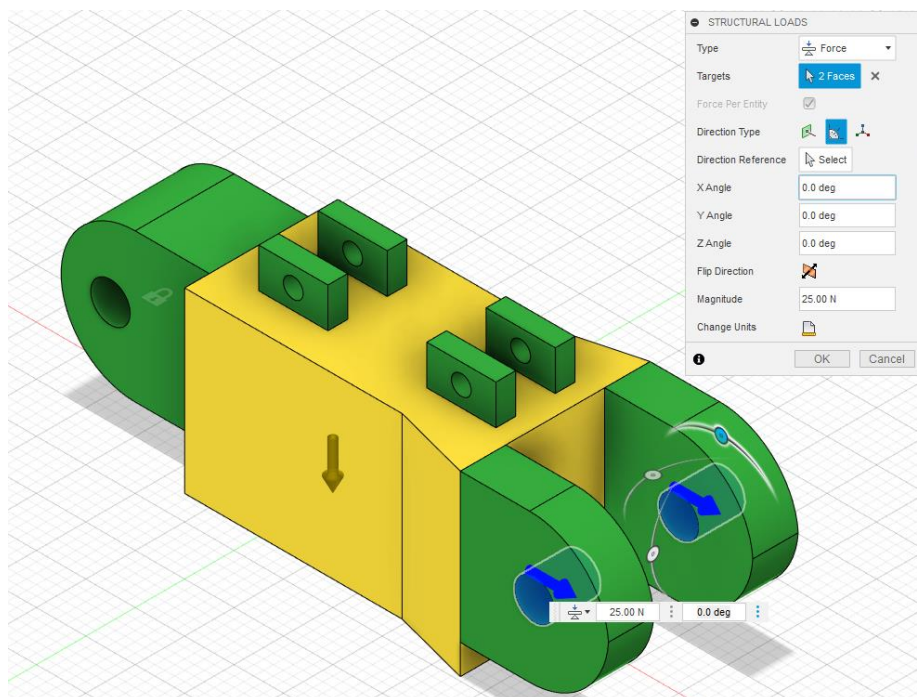 STRUCTURAL LOADS
Type Force
Targets 2 Faces
Force Per Entity
Direction Type
Direction Reference Select
X Angle 0.0 deg
Y Angle 0.0 deg
Z Angle 0.0 deg
Flip Direction
Magnitude 25.00 N
Change Units
OK Cancel
25.00 N 0.0 deg